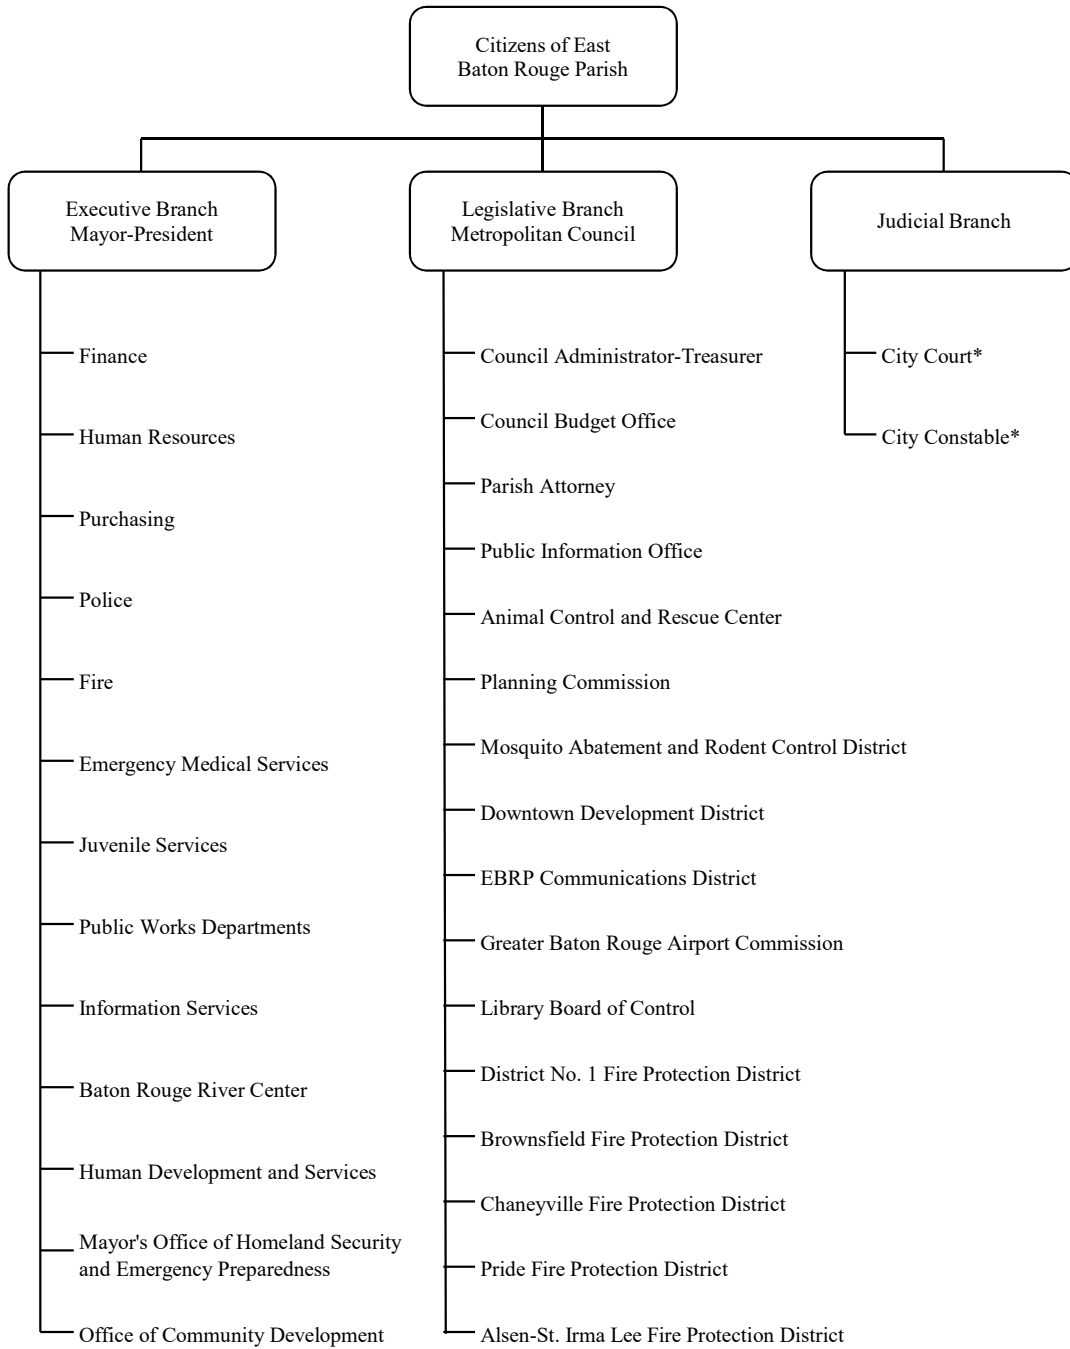 Citizens of East
Baton Rouge Parish
Executive Branch
Mayor-President
Legislative Branch
Metropolitan Council
Judicial Branch
Finance
Human Resources
Purchasing
Police
Fire
Emergency Medical Services
Juvenile Services
Public Works Departments
Information Services
Baton Rouge River Center
Human Development and Services
Mayor's Office of Homeland Security
and Emergency Preparedness
Office of Community Development
Council Administrator-Treasurer
Council Budget Office
Parish Attorney
Public Information Office
Animal Control and Rescue Center
Planning Commission
Mosquito Abatement and Rodent Control District
Downtown Development District
EBRP Communications District
Greater Baton Rouge Airport Commission
Library Board of Control
District No. 1 Fire Protection District
Brownsfield Fire Protection District
Chaneyville Fire Protection District
Pride Fire Protection District
Alsen-St. Irma Lee Fire Protection District
City Court*
City Constable*